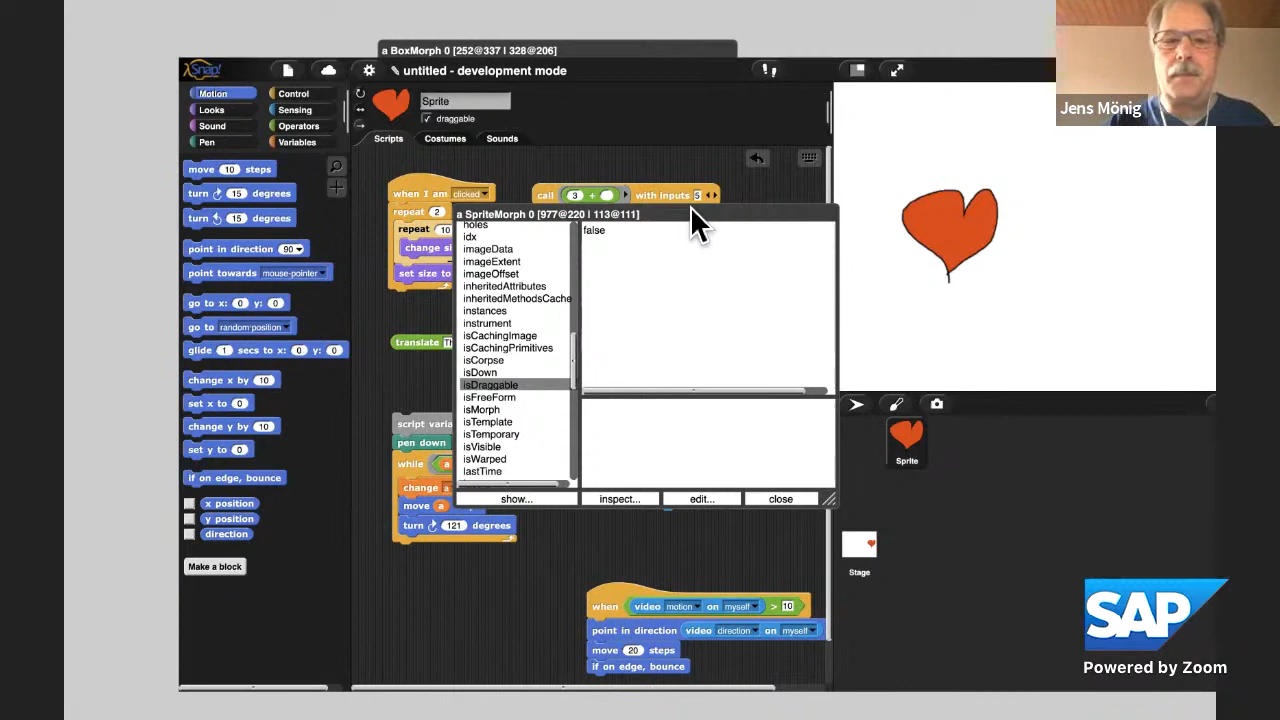 a BoxMorph 0 [252@337 | 328@206]
Snap!
untitled - development mode
Jens Mönig
Motion
Control
Looks
Sensing
Sound
Operators
Pen
Variables
Sprite
draggable
Scripts
Costumes
Sounds
move 10 steps
turn 15 degrees
turn 15 degrees
point in direction 90
point towards mouse-pointer
go to x: 0 y: 0
go to random position
glide 1 secs to x: 0 y: 0
change x by 10
set x to 0
change y by 10
set y to 0
if on edge, bounce
x position
y position
direction
Make a block
when I am clicked
repeat 2
repeat 10
change si
set size to
call 3 + with inputs 5
translate
script varia
pen down
while a
change a
move a
turn 121 degrees
a SpriteMorph 0 [977@220 | 113@111]
holes
idx
imageData
imageExtent
imageOffset
inheritedAttributes
inheritedMethodsCache
instances
instrument
isCachingImage
isCachingPrimitives
isCorpse
isDown
isDraggable
isFreeForm
isMorph
isTemplate
isTemporary
isVisible
isWarped
lastTime
false
show...
inspect...
edit...
close
when video motion on myself > 10
point in direction video direction on myself
move 20 steps
if on edge, bounce
Sprite
Stage
SAP
Powered by Zoom